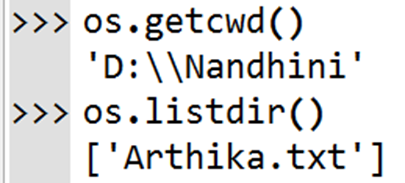 >>> os.getcwd()
'D:\\Nandhini'
>>> os.listdir()
['Arthika.txt']